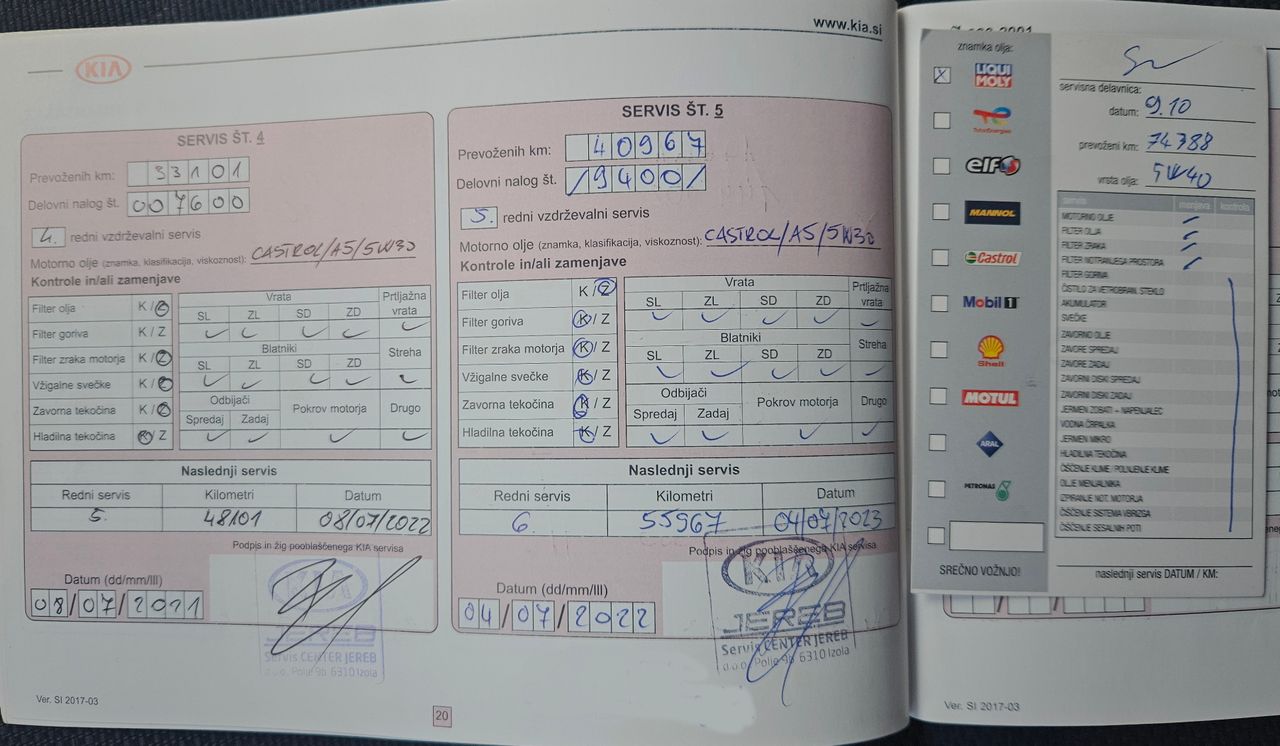 www.kia.si
KIA
SERVIS ŠT. 4
Prevoženih km: 33101
Delovni nalog št. 007600
4. redni vzdrževalni servis
Motorno olje (znamka, klasifikacija, viskoznost): CASTROL/A5/5W30
Kontrole in/ali zamenjave
Filter olja K / Z
Filter goriva K / Z
Filter zraka motorja K / Z
Vžigalne svečke K / Z
Zavorna tekočina K / Z
Hladilna tekočina K / Z
Vrata Prtljažna vrata
SL ZL SD ZD
Blatniki Streha
SL ZL SD ZD
Odbijači Pokrov motorja Drugo
Spredaj Zadaj
Naslednji servis
Redni servis Kilometri Datum
5. 48101 08/07/2022
Podpis in žig pooblaščenega KIA servisa
Datum (dd/mm/lll)
08/07/2021
KIA
JEREB
Servis CENTER JEREB
d.o.o. Polje 9b 6310 Izola
Ver. SI 2017-03
SERVIS ŠT. 5
Prevoženih km: 40967
Delovni nalog št. /9400/
5. redni vzdrževalni servis
Motorno olje (znamka, klasifikacija, viskoznost): CASTROL/A5/5W30
Kontrole in/ali zamenjave
Filter olja K / Z
Filter goriva K / Z
Filter zraka motorja K / Z
Vžigalne svečke K / Z
Zavorna tekočina K / Z
Hladilna tekočina K / Z
Vrata Prtljažna vrata
SL ZL SD ZD
Blatniki Streha
SL ZL SD ZD
Odbijači Pokrov motorja Drugo
Spredaj Zadaj
Naslednji servis
Redni servis Kilometri Datum
6. 55967 04/07/2023
Podpis in žig pooblaščenega KIA servisa
Datum (dd/mm/lll)
04/07/2022
KIA
JEREB
Servis CENTER JEREB
d.o.o. Polje 9b 6310 Izola
20
znamka olja:
X LIQUI MOLY
TotalEnergies
elf
MANNOL
Castrol
Mobil 1
Shell
MOTUL
ARAL
PETRONAS
SREČNO VOŽNJO!
servisna delavnica:
datum: 9.10
prevoženi km: 74388
vrsta olja: 5W40
servis menjava kontrola
MOTORNO OLJE
FILTER OLJA
FILTER ZRAKA
FILTER NOTRANJEGA PROSTORA
FILTER GORIVA
ČISTILO ZA VETROBRAN. STEKLO
AKUMULATOR
SVEČKE
ZAVORNO OLJE
ZAVORE SPREDAJ
ZAVORE ZADAJ
ZAVORNI DISKI SPREDAJ
ZAVORNI DISKI ZADAJ
JERMEN ZOBATI + NAPENJALEC
VODNA ČRPALKA
JERMEN MIKRO
HLADILNA TEKOČINA
ČIŠČENJE KLIME / POLNJENJE KLIME
OLJE MENJALNIKA
IZPIRANJE NOT. MOTORJA
ČIŠČENJE SISTEMA VBRIZGA
ČIŠČENJE SESALNIH POTI
naslednji servis DATUM / KM:
Ver. SI 2017-03